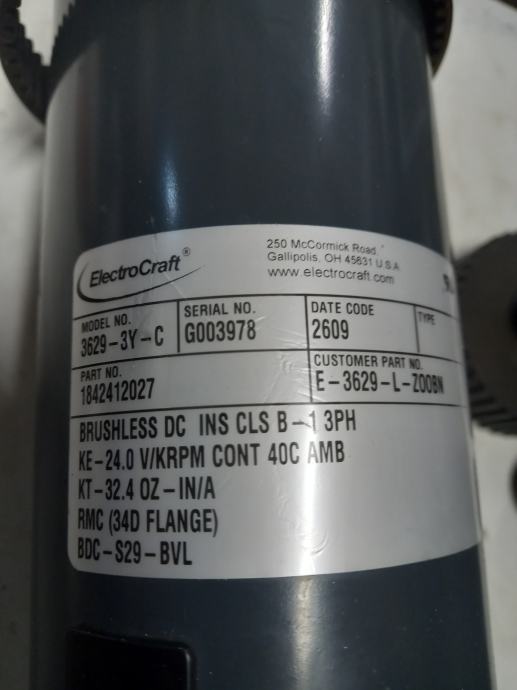 ElectroCraft®
250 McCormick Road
Gallipolis, OH 45631 U.S.A
www.electrocraft.com
MODEL NO.
3629-3Y-C
SERIAL NO.
G003978
DATE CODE
2609
TYPE
PART NO.
1842412027
CUSTOMER PART NO.
E-3629-L-Z00BN
BRUSHLESS DC INS CLS B-1 3PH
KE-24.0 V/KRPM CONT 40C AMB
KT-32.4 OZ-IN/A
RMC (34D FLANGE)
BDC-S29-BVL